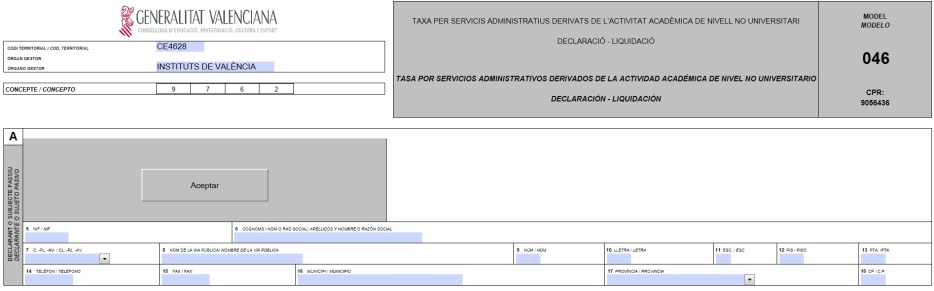 GENERALITAT VALENCIANA
CONSELLERIA D'EDUCACIÓ, INVESTIGACIÓ, CULTURA I ESPORT
CODI TERRITORIAL / COD. TERRITORIAL CE4628
ÒRGAN GESTOR
ÓRGANO GESTOR INSTITUTS DE VALÈNCIA
CONCEPTE / CONCEPTO 9 7 6 2
TAXA PER SERVICIS ADMINISTRATIUS DERIVATS DE L'ACTIVITAT ACADÈMICA DE NIVELL NO UNIVERSITARI
DECLARACIÓ - LIQUIDACIÓ
TASA POR SERVICIOS ADMINISTRATIVOS DERIVADOS DE LA ACTIVIDAD ACADÉMICA DE NIVEL NO UNIVERSITARIO
DECLARACIÓN - LIQUIDACIÓN
MODEL
MODELO
046
CPR:
9056436
A
DECLARANT O SUBJECTE PASSIU
DECLARANTE O SUJETO PASIVO
Aceptar
5 NIF / NIF 6 COGNOMS I NOM O RAÓ SOCIAL/ APELLIDOS Y NOMBRE O RAZÓN SOCIAL
7 C. -PL. -AV. / CL. -PL. -AV. 8 NOM DE LA VIA PÚBLICA/ NOMBRE DE LA VÍA PÚBLICA 9 NÚM / NÚM 10 LLETRA / LETRA 11 ESC. / ESC. 12 PIS / PISO 13 PTA. /PTA.
14 TELÈFON / TELÉFONO 15 FAX / FAX 16 MUNICIPI / MUNICIPIO 17 PROVÍNCIA / PROVINCIA 18 CP / C.P.